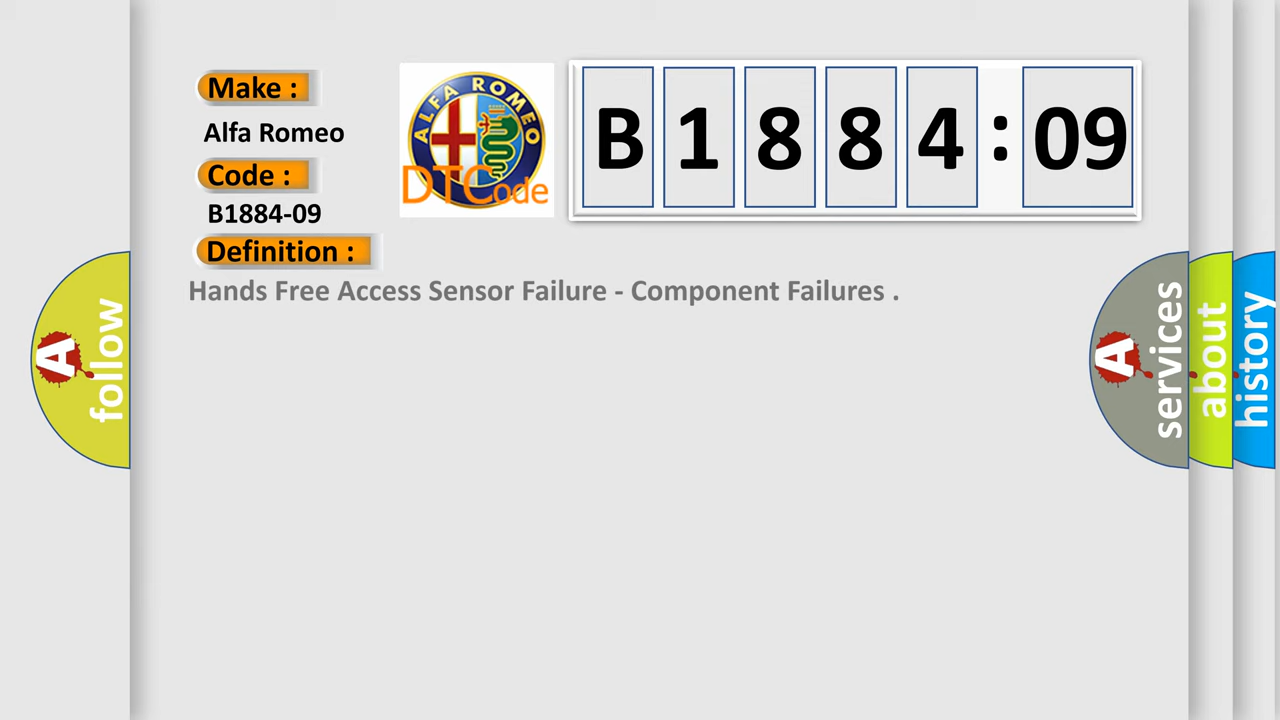 Make :
Alfa Romeo
Code :
B1884-09
Definition :
Hands Free Access Sensor Failure - Component Failures .
ALFA ROMEO
DTCode
B 1 8 8 4 : 09
A follow
A services
about
history